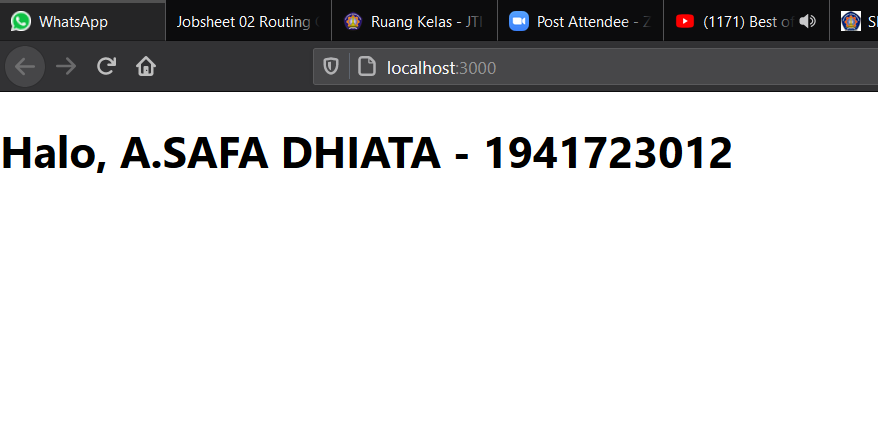 WhatsApp
Jobsheet 02 Routing
Ruang Kelas - JTI
Post Attendee - Z
(1171) Best of
localhost:3000
Halo, A.SAFA DHIATA - 1941723012